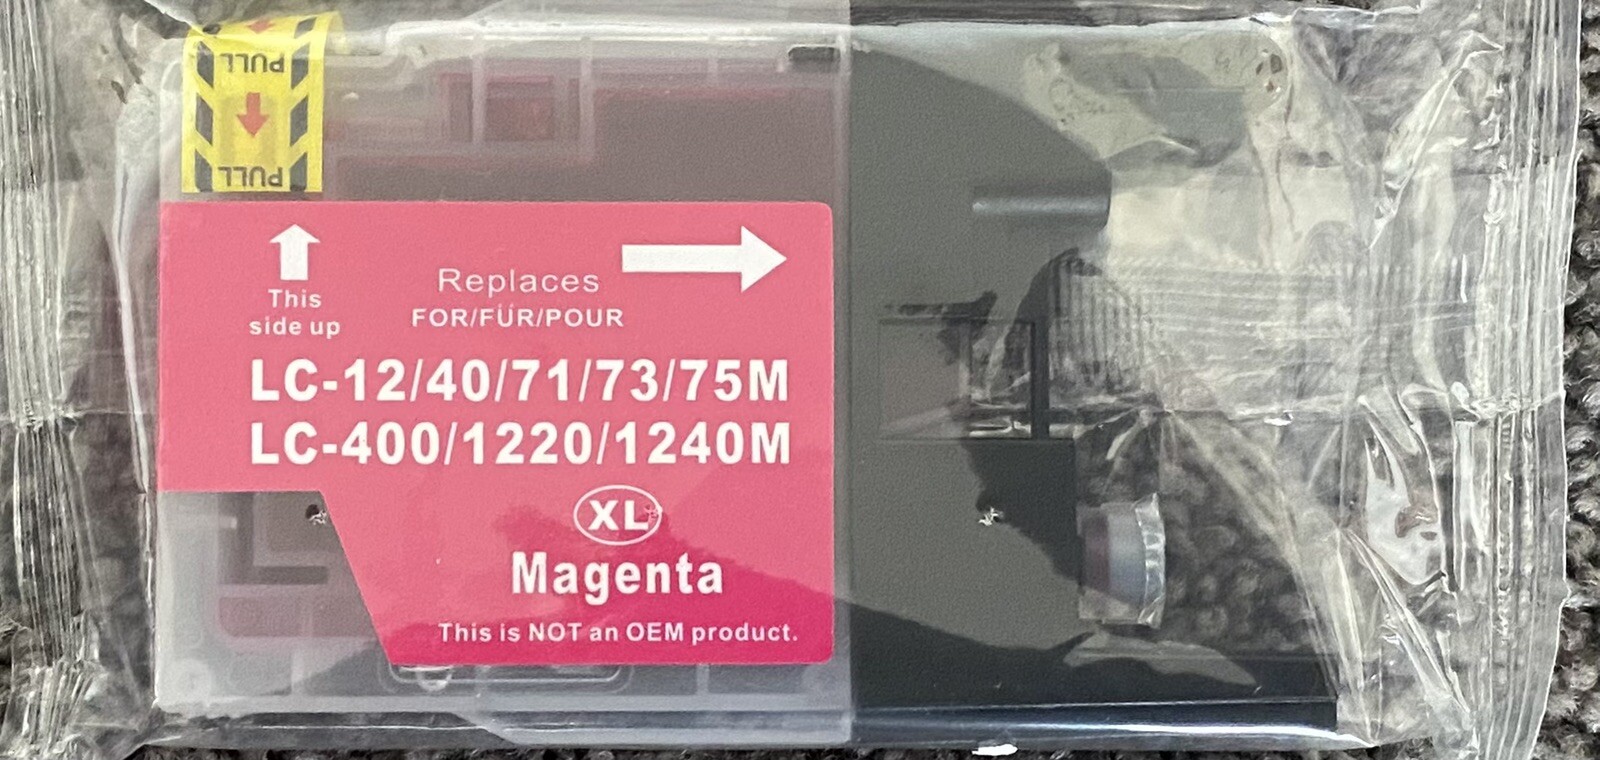 PULL
PULL
This
side up
Replaces
FOR/FÜR/POUR
LC-12/40/71/73/75M
LC-400/1220/1240M
XL
Magenta
This is NOT an OEM product.